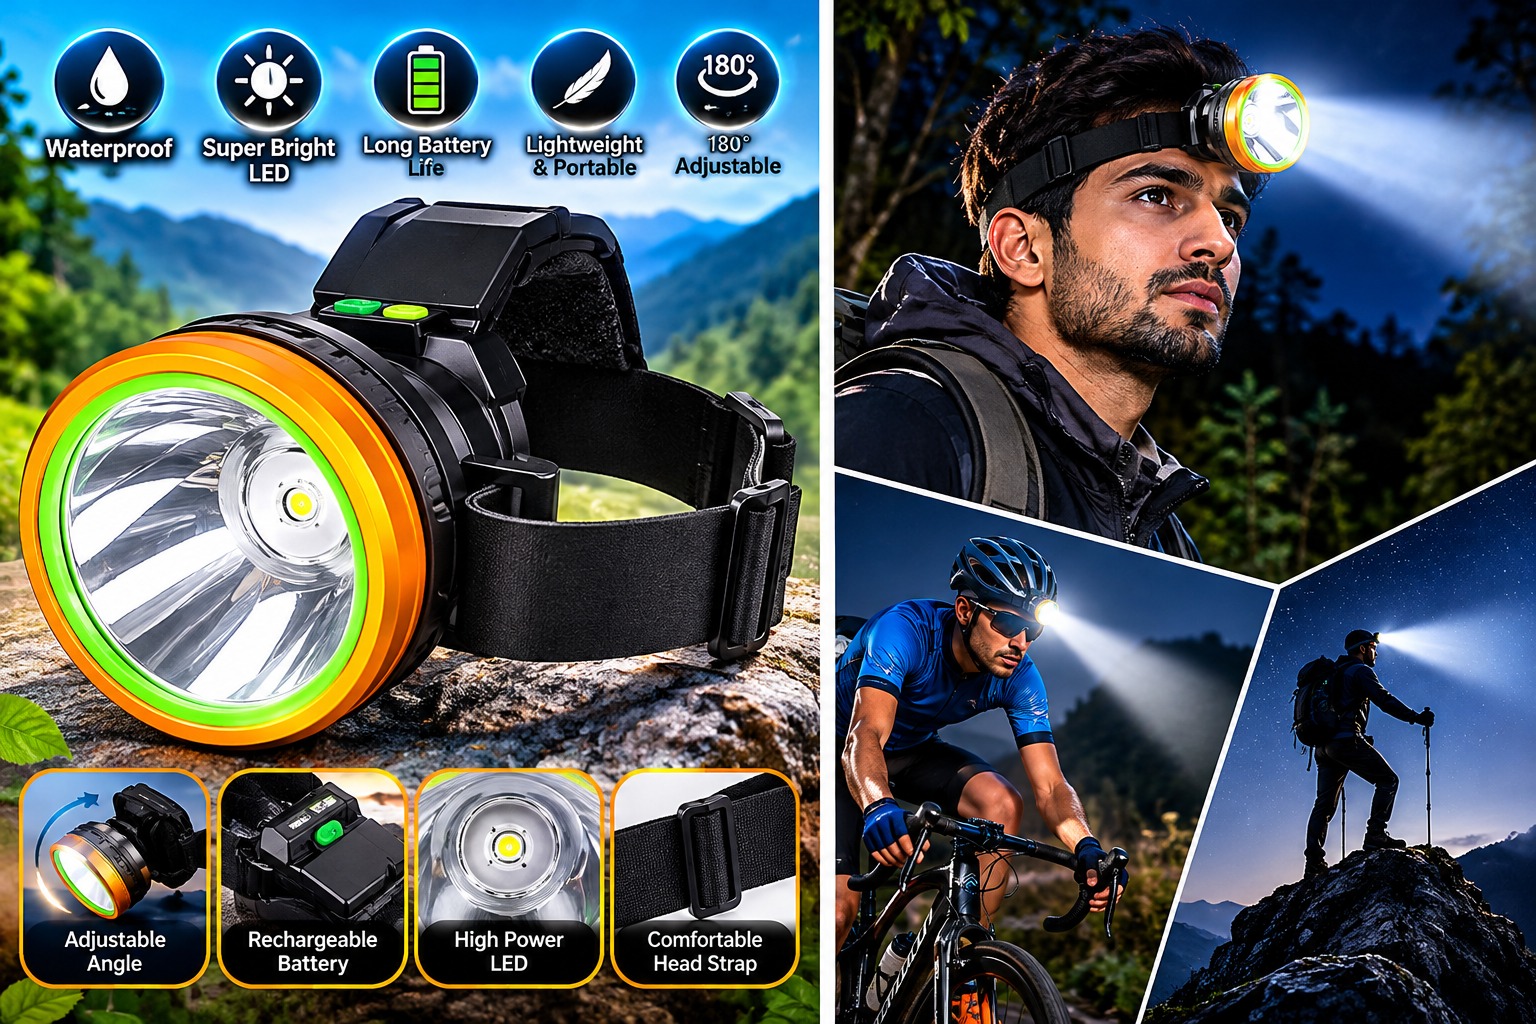 180°
Waterproof
Super Bright
LED
Long Battery
Life
Lightweight
& Portable
180°
Adjustable
Adjustable
Angle
Rechargeable
Battery
High Power
LED
Comfortable
Head Strap